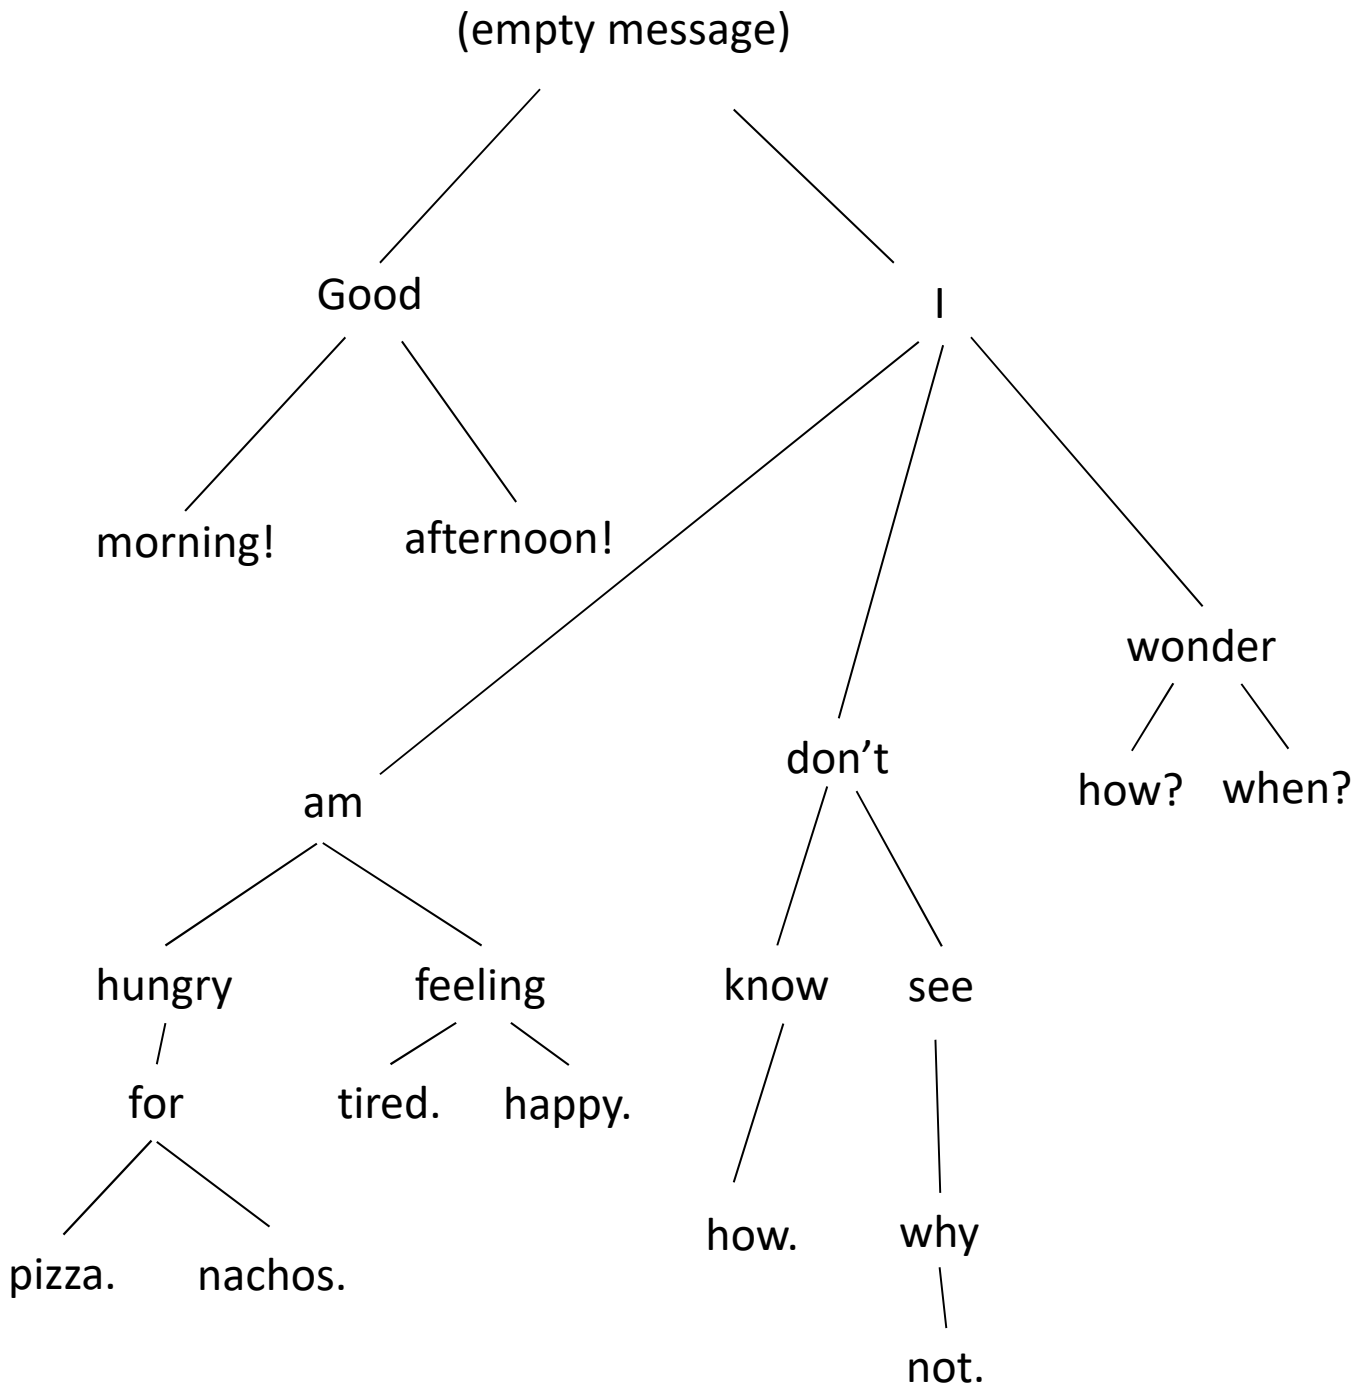 (empty message)
Good I
morning! afternoon!
wonder
don’t
how? when?
am
hungry feeling know see
for tired. happy.
how. why
pizza. nachos.
not.